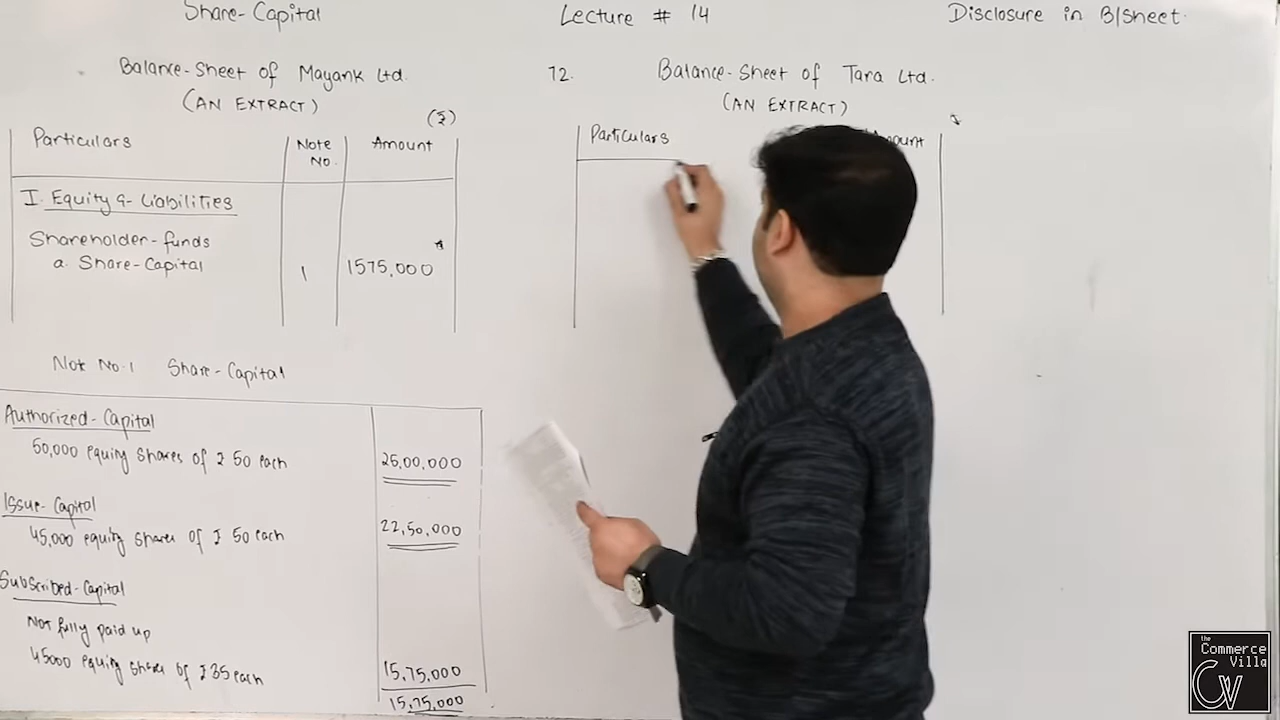 Share-Capital
Lecture # 14
Disclosure in B/Sheet.
Balance-Sheet of Mayank Ltd.
(AN EXTRACT)
(₹)
Particulars Note No. Amount
I. Equity & Liabilities
Shareholder-funds
a. Share-Capital 1 1575,000
Not No.1 Share-Capital
Authorized-Capital
50,000 equity shares of ₹ 50 each 25,00,000
Issue-Capital
45,000 equity shares of ₹ 50 each 22,50,000
Subscribed-Capital
Not fully paid up
45000 equity share of ₹35 each 15,75,000
15,75,000
12. Balance-Sheet of Tara Ltd.
(AN EXTRACT)
₹
Particulars
the
Commerce
Villa
CV